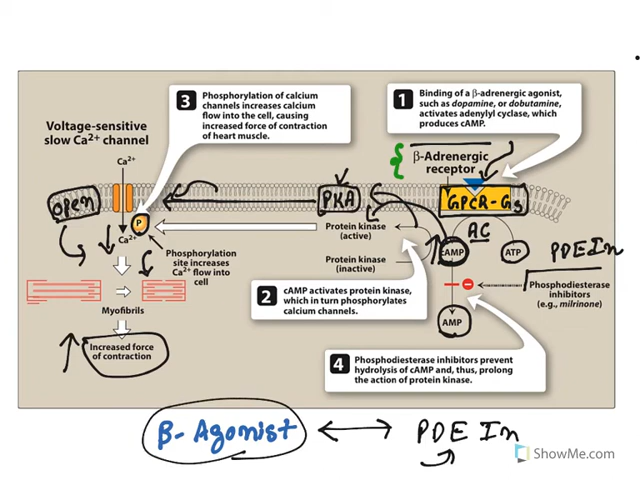 3
Phosphorylation of calcium
channels increases calcium
flow into the cell, causing
increased force of contraction
of heart muscle.
1
Binding of a β-adrenergic agonist,
such as dopamine, or dobutamine,
activates adenylyl cyclase, which
produces cAMP.
Voltage-sensitive
slow Ca²⁺ channel
Ca²⁺
β-Adrenergic
receptor
open
PKA
GPCR-Gs
P
Ca²⁺
Protein kinase
(active)
AC
cAMP
ATP
PDE In
Phosphorylation site increases
Ca²⁺ flow into
cell
Protein kinase
(inactive)
Phosphodiesterase
inhibitors
(e.g., milrinone)
2
cAMP activates protein kinase,
which in turn phosphorylates
calcium channels.
Myofibrils
AMP
Increased force
of contraction
4
Phosphodiesterase inhibitors prevent
hydrolysis of cAMP and, thus, prolong
the action of protein kinase.
β- Agonist
PDE In
ShowMe.com